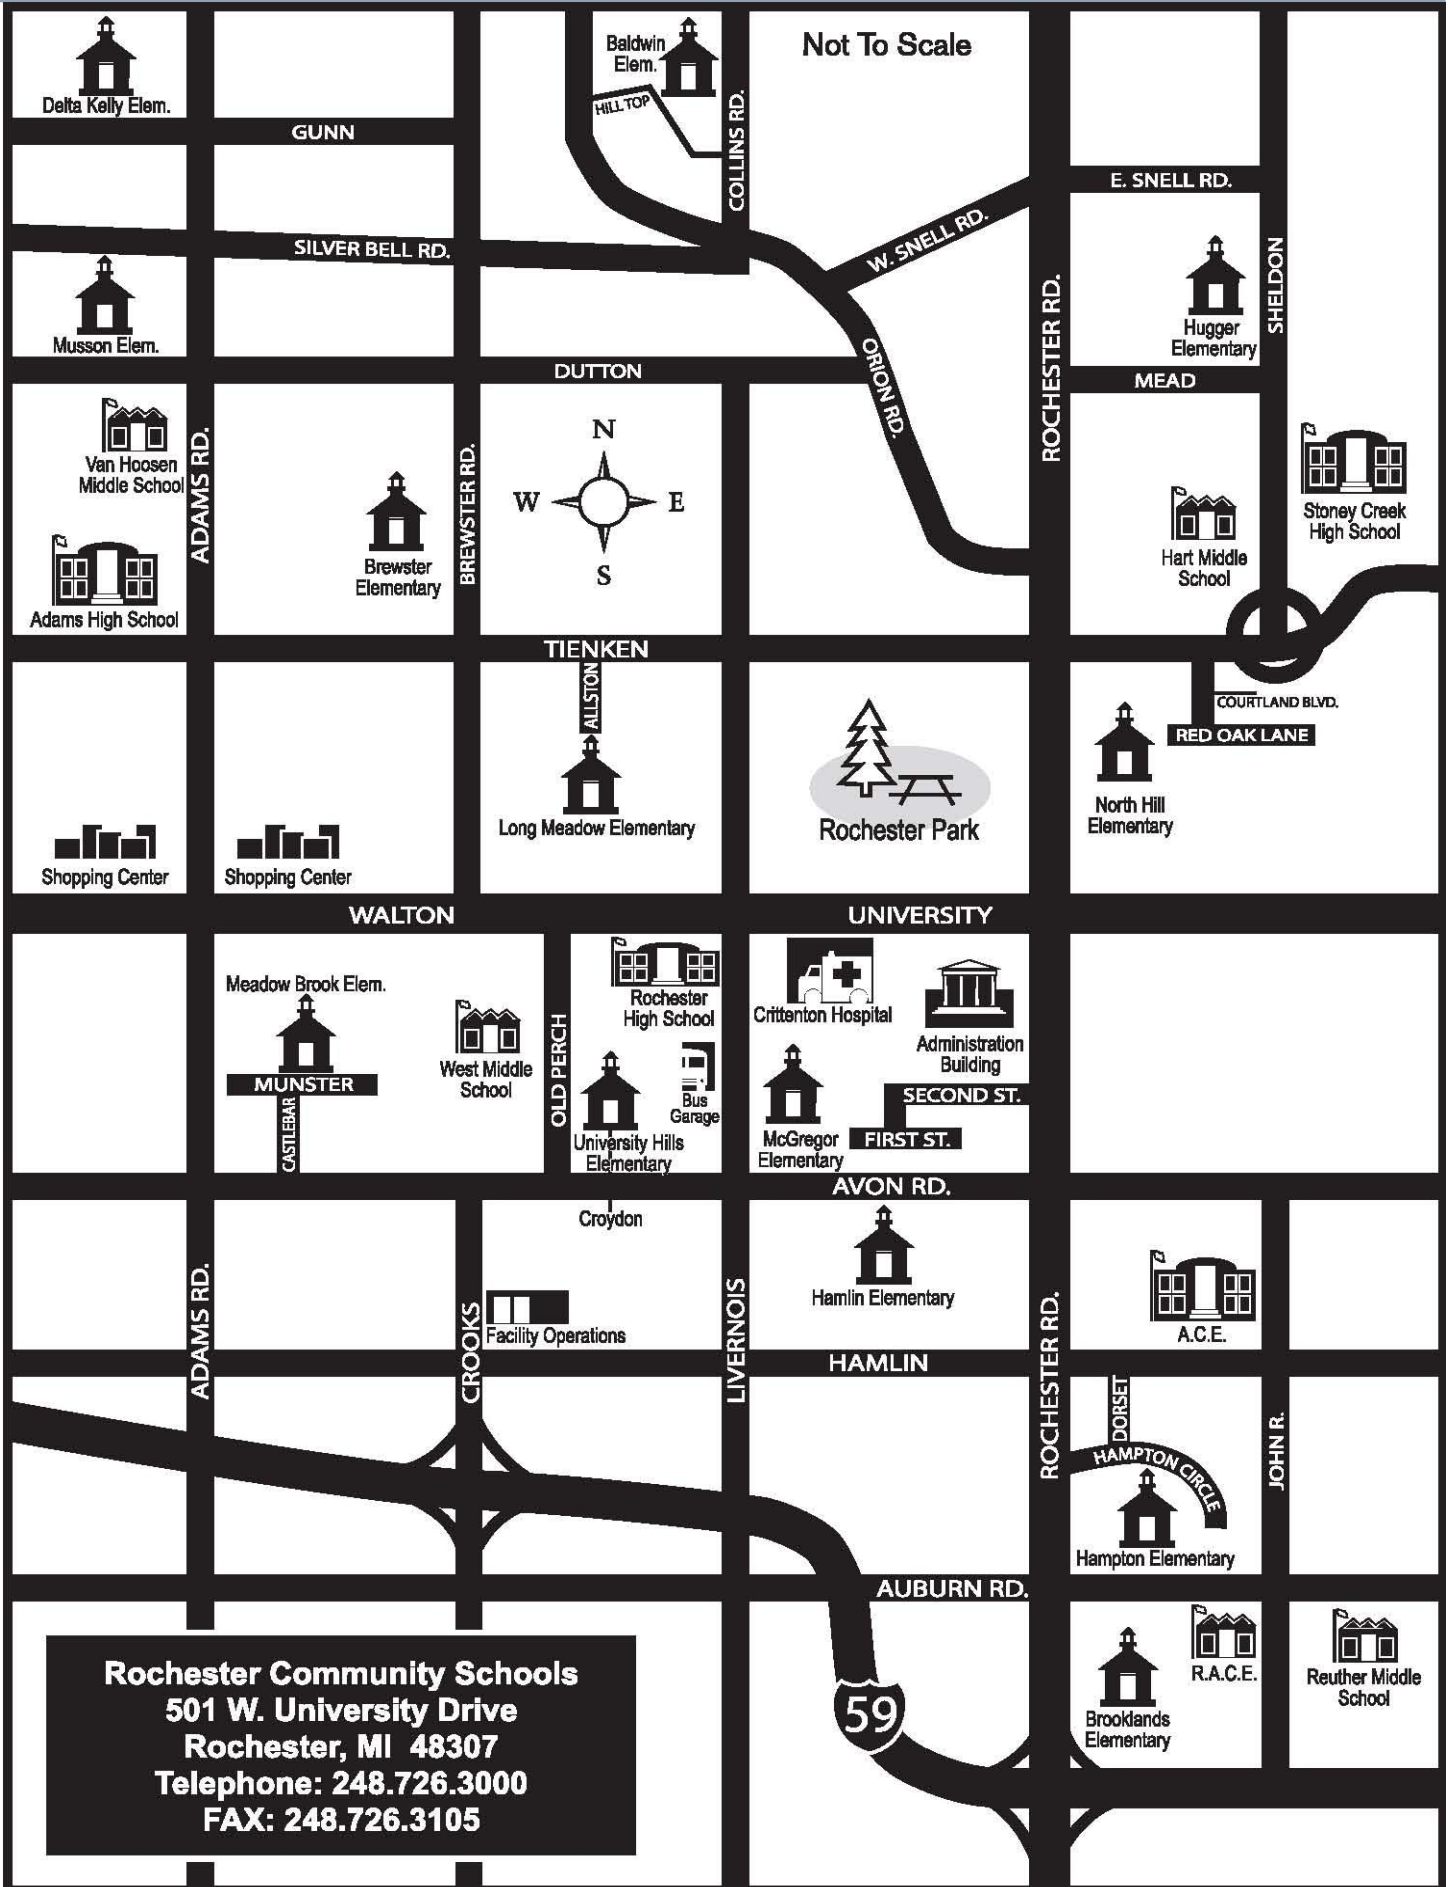 Not To Scale
Baldwin
Elem.
HILL TOP
COLLINS RD.
Delta Kelly Elem.
GUNN
E. SNELL RD.
W. SNELL RD.
SILVER BELL RD.
SHELDON
Hugger
Elementary
Musson Elem.
ROCHESTER RD.
ORION RD.
DUTTON
MEAD
Van Hoosen
Middle School
ADAMS RD.
BREWSTER RD.
N
W
E
S
Brewster
Elementary
Stoney Creek
High School
Hart Middle
School
Adams High School
TIENKEN
ALLSTON
COURTLAND BLVD.
RED OAK LANE
North Hill
Elementary
Long Meadow Elementary
Rochester Park
Shopping Center
Shopping Center
WALTON
UNIVERSITY
Meadow Brook Elem.
MUNSTER
CASTLEBAR
West Middle
School
OLD PERCH
Rochester
High School
Bus
Garage
University Hills
Elementary
Crittenton Hospital
Administration
Building
SECOND ST.
FIRST ST.
McGregor
Elementary
AVON RD.
Croydon
Hamlin Elementary
ADAMS RD.
CROOKS
Facility Operations
LIVERNOIS
ROCHESTER RD.
A.C.E.
HAMLIN
DORSET
HAMPTON CIRCLE
JOHN R.
Hampton Elementary
AUBURN RD.
R.A.C.E.
Reuther Middle
School
Brooklands
Elementary
59
Rochester Community Schools
501 W. University Drive
Rochester, MI 48307
Telephone: 248.726.3000
FAX: 248.726.3105